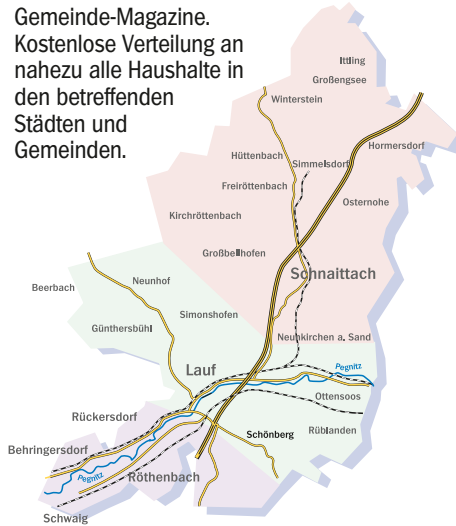 Gemeinde-Magazine.
Kostenlose Verteilung an
nahezu alle Haushalte in
den betreffenden
Städten und
Gemeinden.
Ittling
Großengsee
Winterstein
Hormersdorf
Hüttenbach
Simmelsdorf
Freiröttenbach
Osternohe
Kirchröttenbach
Großbellhofen
Schnaittach
Beerbach
Neunhof
Simonshofen
Günthersbühl
Neunkirchen a. Sand
Lauf
Pegnitz
Ottensoos
Rückersdorf
Schönberg
Rüblanden
Behringersdorf
Pegnitz
Röthenbach
Schwaig